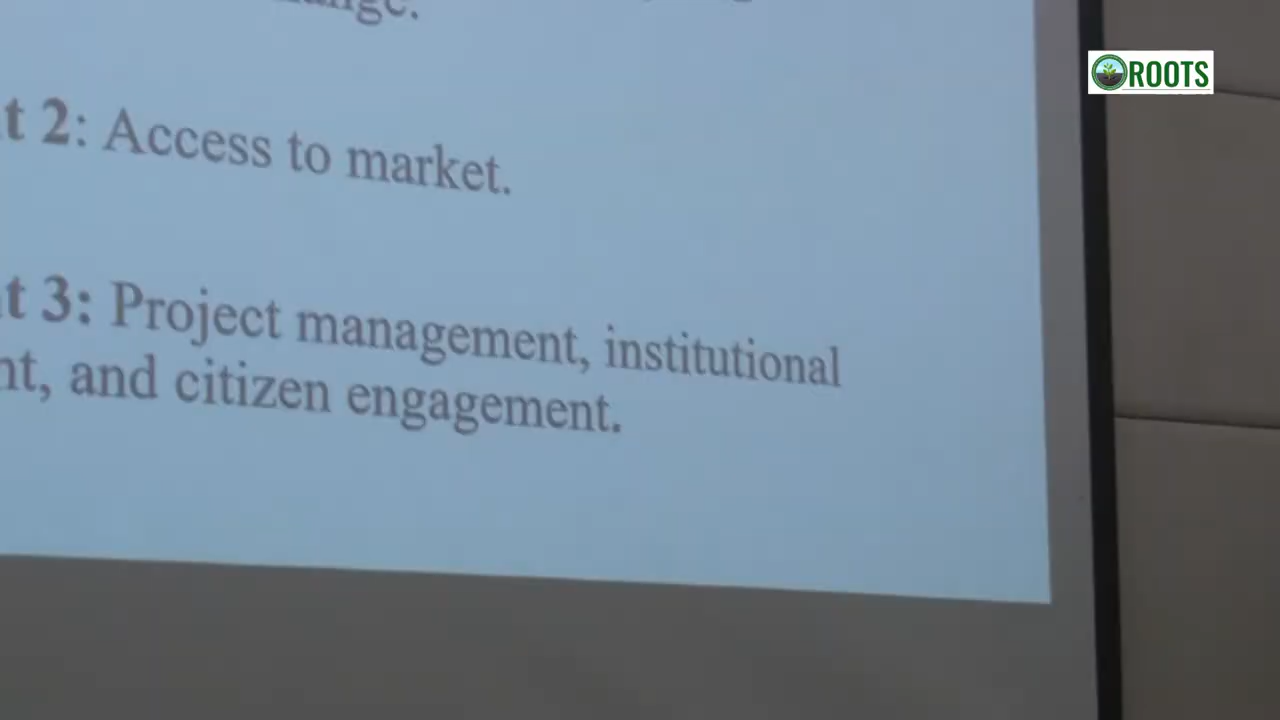 t 2: Access to market.
t 3: Project management, institutional
nt, and citizen engagement.
ROOTS